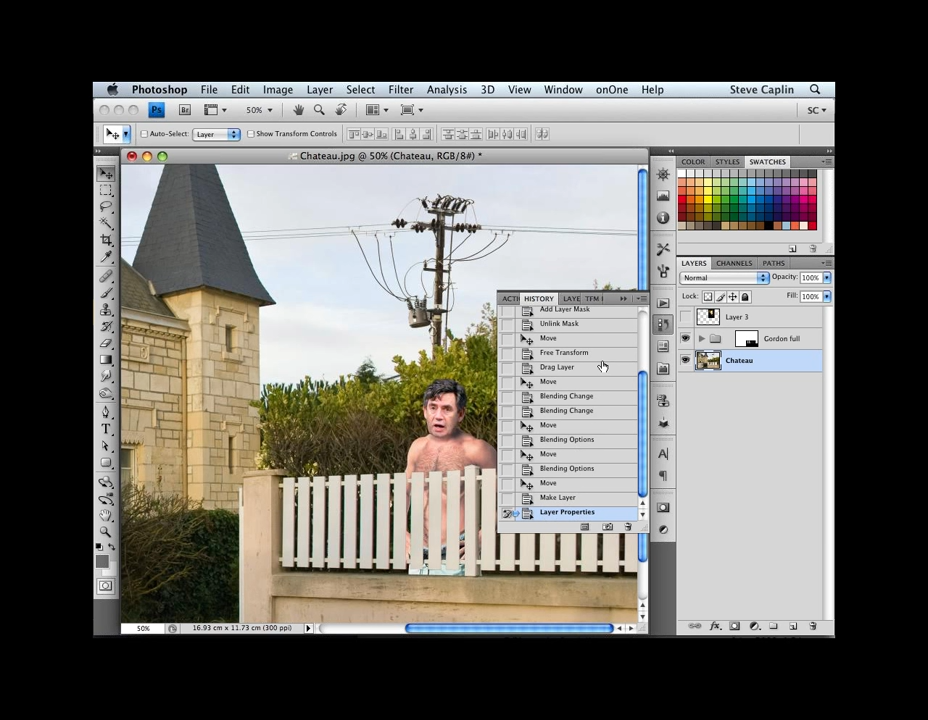 Photoshop File Edit Image Layer Select Filter Analysis 3D View Window onOne Help Steve Caplin
Ps Br 50% SC
Auto-Select: Layer Show Transform Controls
Chateau.jpg @ 50% (Chateau, RGB/8#) *
COLOR STYLES SWATCHES
LAYERS CHANNELS PATHS
Normal Opacity: 100%
Lock: Fill: 100%
Layer 3
Gordon full
Chateau
ACTI HISTORY LAYE TFM
Add Layer Mask
Unlink Mask
Move
Free Transform
Drag Layer
Move
Blending Change
Blending Change
Move
Blending Options
Move
Blending Options
Move
Make Layer
Layer Properties
T
A
fx
50% 16.93 cm x 11.73 cm (300 ppi)